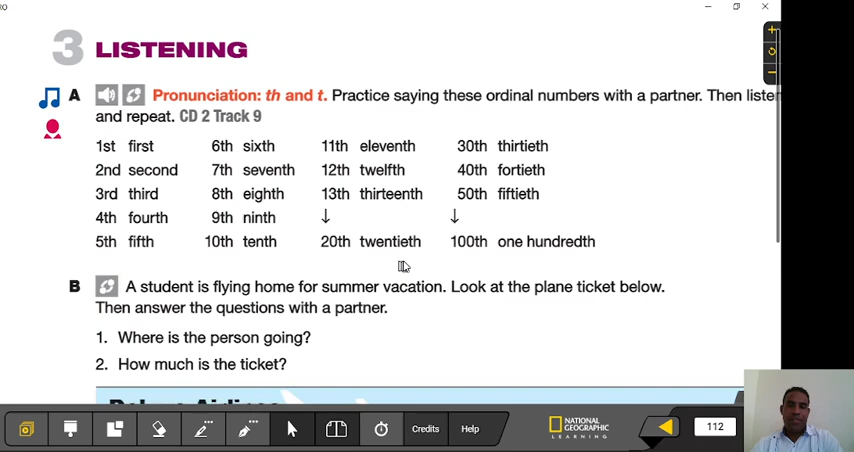 3 LISTENING
A Pronunciation: th and t. Practice saying these ordinal numbers with a partner. Then listen
and repeat. CD 2 Track 9
1st first 6th sixth 11th eleventh 30th thirtieth
2nd second 7th seventh 12th twelfth 40th fortieth
3rd third 8th eighth 13th thirteenth 50th fiftieth
4th fourth 9th ninth ↓ ↓
5th fifth 10th tenth 20th twentieth 100th one hundredth
B A student is flying home for summer vacation. Look at the plane ticket below.
Then answer the questions with a partner.
1. Where is the person going?
2. How much is the ticket?
Airlines
Credits Help NATIONAL GEOGRAPHIC LEARNING 112